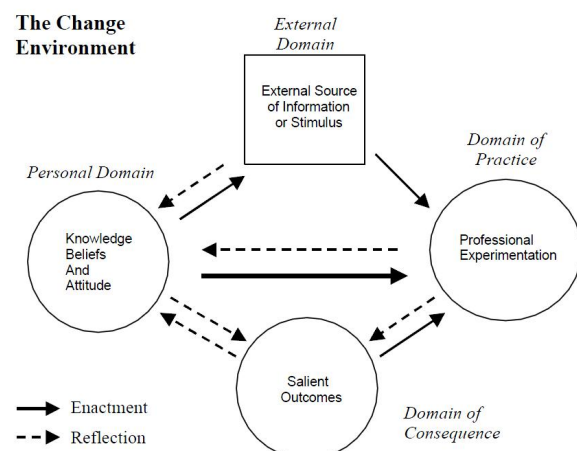 The Change
Environment
External
Domain
External Source
of Information
or Stimulus
Domain of
Practice
Personal Domain
Knowledge
Beliefs
And
Attitude
Professional
Experimentation
Salient
Outcomes
Domain of
Consequence
Enactment
Reflection